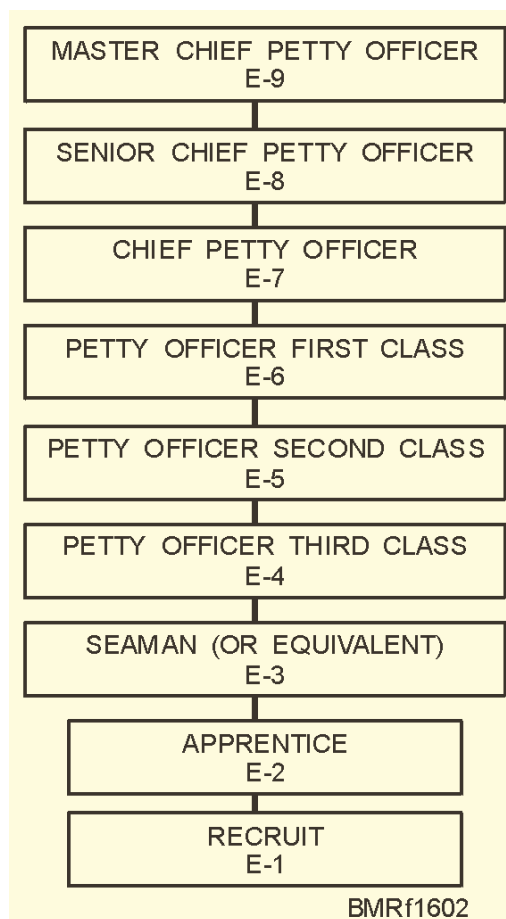 MASTER CHIEF PETTY OFFICER
E-9
SENIOR CHIEF PETTY OFFICER
E-8
CHIEF PETTY OFFICER
E-7
PETTY OFFICER FIRST CLASS
E-6
PETTY OFFICER SECOND CLASS
E-5
PETTY OFFICER THIRD CLASS
E-4
SEAMAN (OR EQUIVALENT)
E-3
APPRENTICE
E-2
RECRUIT
E-1
BMRf1602